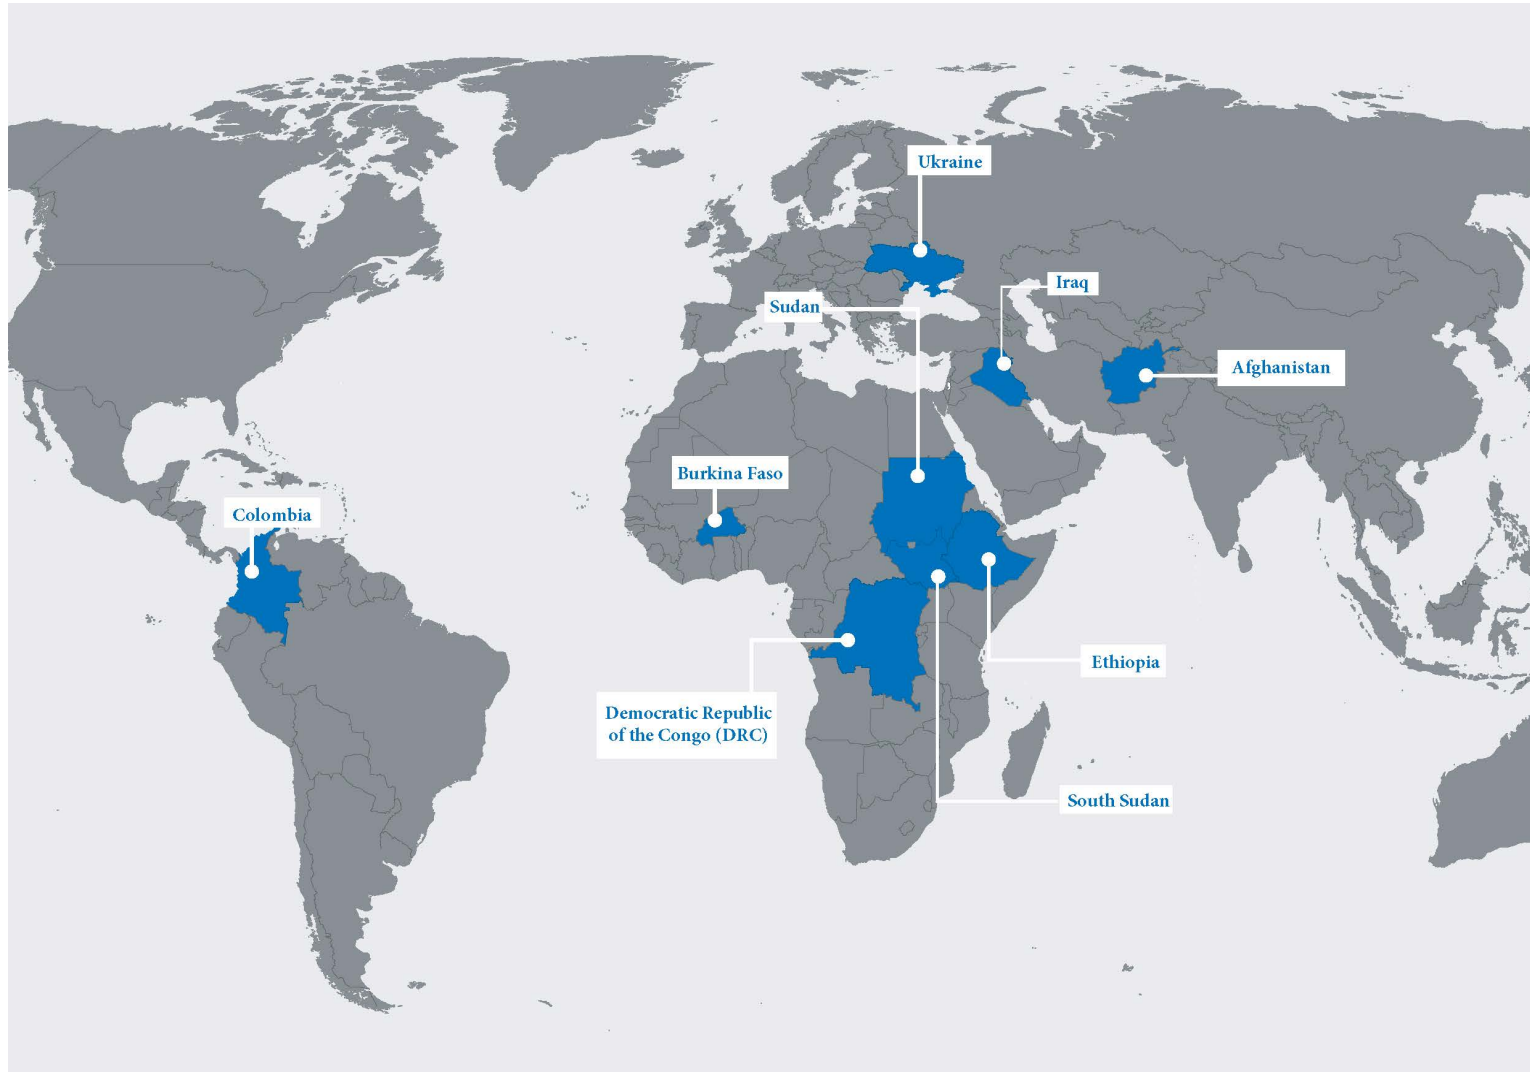 Ukraine
Iraq
Sudan
Afghanistan
Burkina Faso
Colombia
Ethiopia
Democratic Republic
of the Congo (DRC)
South Sudan